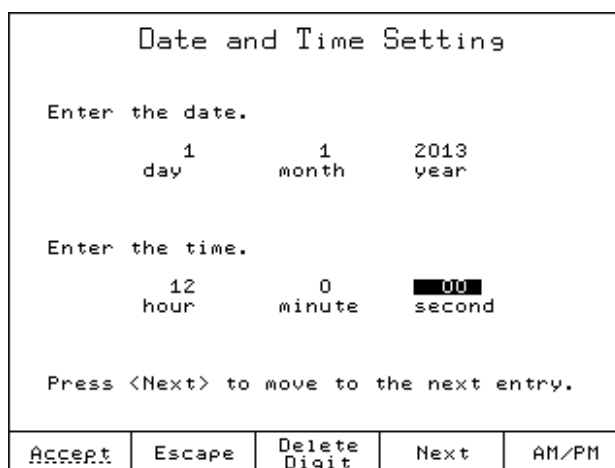 Date and Time Setting
Enter the date.
1 1 2013
day month year
Enter the time.
12 0 00
hour minute second
Press <Next> to move to the next entry.
Accept Escape Delete Digit Next AM/PM